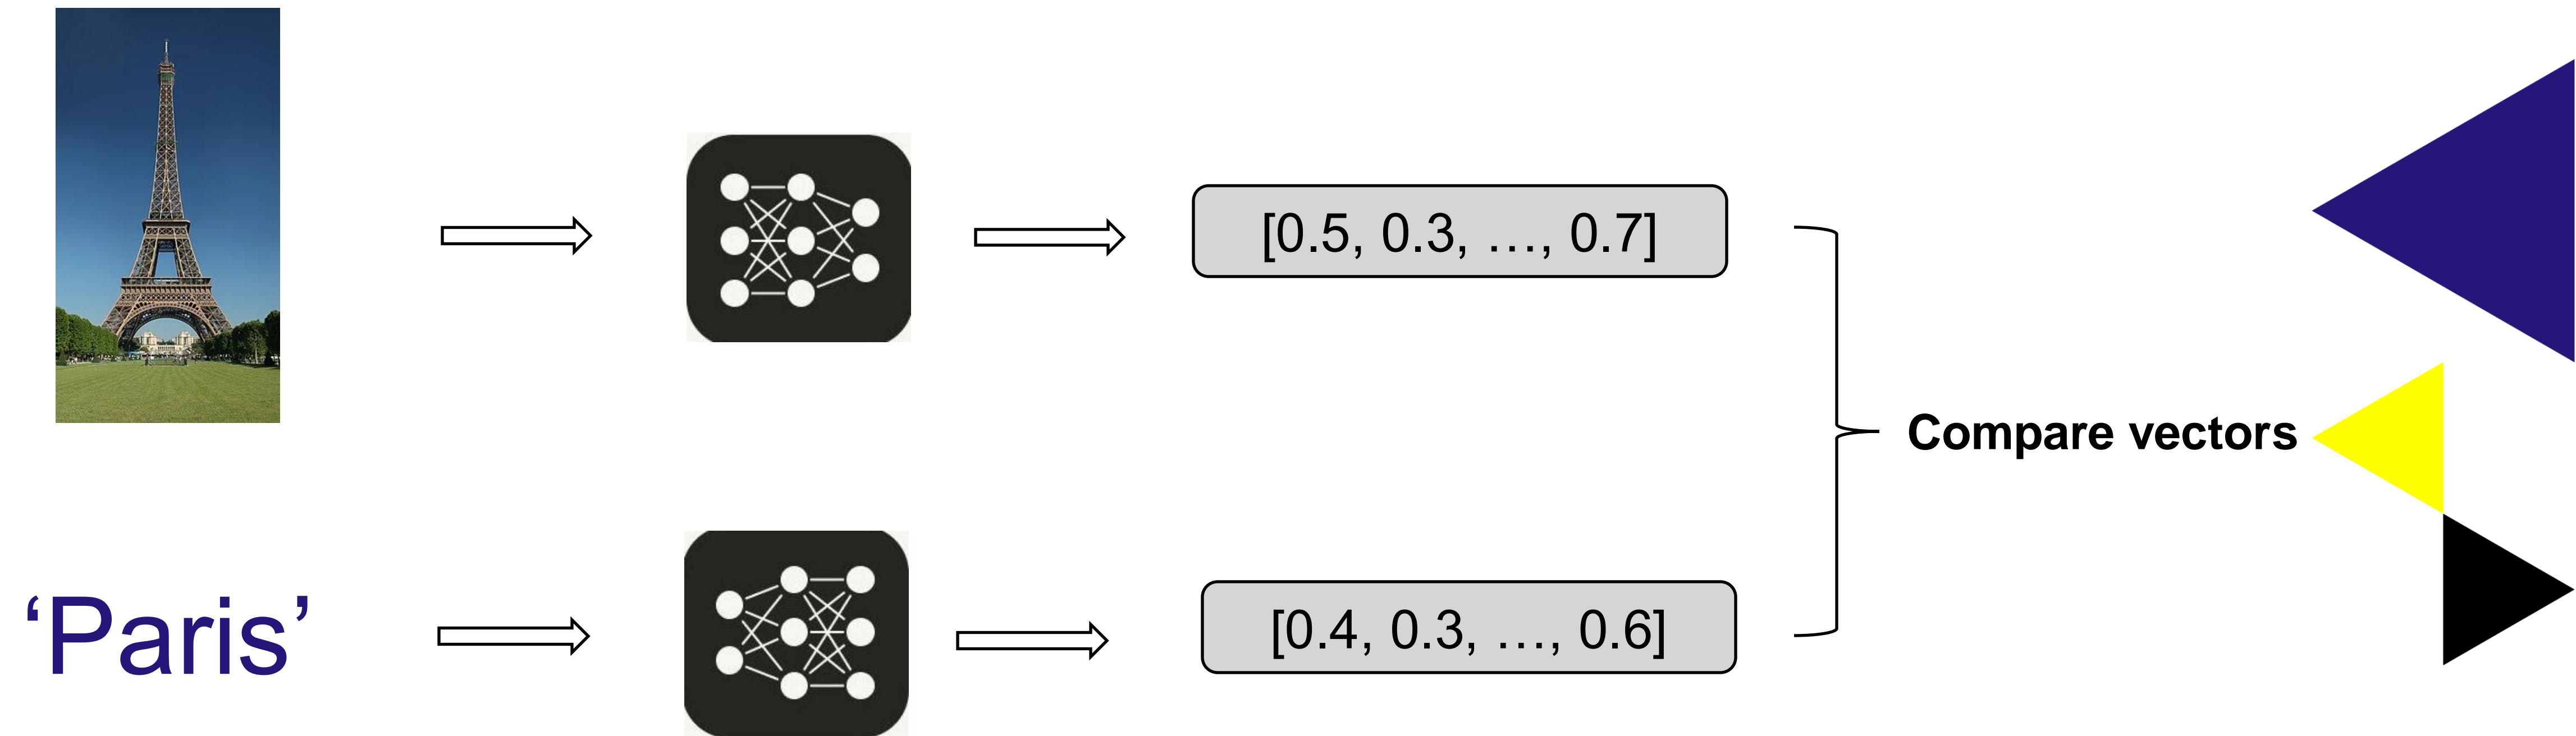 [0.5, 0.3, …, 0.7]
Compare vectors
‘Paris’
[0.4, 0.3, …, 0.6]